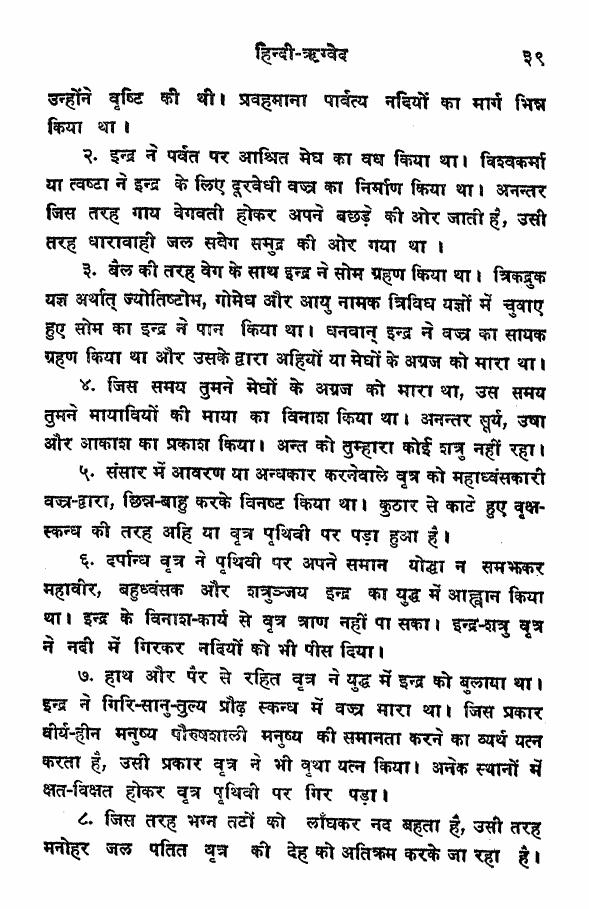 हिन्दी-ऋग्वेद ३९
उन्होंने वृष्टि की थी। प्रवहमाना पार्वत्य नदियों का मार्ग भिन्न
किया था।
२. इन्द्र ने पर्वत पर आश्रित मेघ का वध किया था। विश्वकर्मा
या त्वष्टा ने इन्द्र के लिए दूरवेधी वज्र का निर्माण किया था। अनन्तर
जिस तरह गाय वेगवती होकर अपने बछड़े की ओर जाती है, उसी
तरह धारावाही जल सवेग समुद्र की ओर गया था ।
३. बैल की तरह वेग के साथ इन्द्र ने सोम ग्रहण किया था। त्रिकद्रुक
यज्ञ अर्थात् ज्योतिष्टोम, गोमेध और आयु नामक त्रिविध यज्ञों में चुवाए
हुए सोम का इन्द्र ने पान किया था। धनवान् इन्द्र ने वज्र का सायक
ग्रहण किया था और उसके द्वारा अहियों या मेघों के अग्रज को मारा था।
४. जिस समय तुमने मेघों के अग्रज को मारा था, उस समय
तुमने मायावियों की माया का विनाश किया था। अनन्तर सूर्य, उषा
और आकाश का प्रकाश किया। अन्त को तुम्हारा कोई शत्रु नहीं रहा।
५. संसार में आवरण या अन्धकार करनेवाले वृत्र को महाध्वंसकारी
वज्र-द्वारा, छिन्न-बाहु करके विनष्ट किया था। कुठार से काटे हुए वृक्ष-
स्कन्ध की तरह अहि या वृत्र पृथिवी पर पड़ा हुआ है।
६. दर्पान्ध वृत्र ने पृथिवी पर अपने समान योद्धा न समझकर
महावीर, बहुध्वंसक और शत्रुञ्जय इन्द्र का युद्ध में आह्वान किया
था। इन्द्र के विनाश-कार्य से वृत्र त्राण नहीं पा सका। इन्द्र-शत्रु वृत्र
ने नदी में गिरकर नदियों को भी पीस दिया।
७. हाथ और पैर से रहित वृत्र ने युद्ध में इन्द्र को बुलाया था।
इन्द्र ने गिरि-सानु-तुल्य प्रौढ़ स्कन्ध में वज्र मारा था। जिस प्रकार
वीर्य-हीन मनुष्य पौरुषशाली मनुष्य की समानता करने का व्यर्थ यत्न
करता है, उसी प्रकार वृत्र ने भी वृथा यत्न किया। अनेक स्थानों में
क्षत-विक्षत होकर वृत्र पृथिवी पर गिर पड़ा।
८. जिस तरह भग्न तटों को लाँघकर नद बहता है, उसी तरह
मनोहर जल पतित वृत्र की देह को अतिक्रम करके जा रहा है।